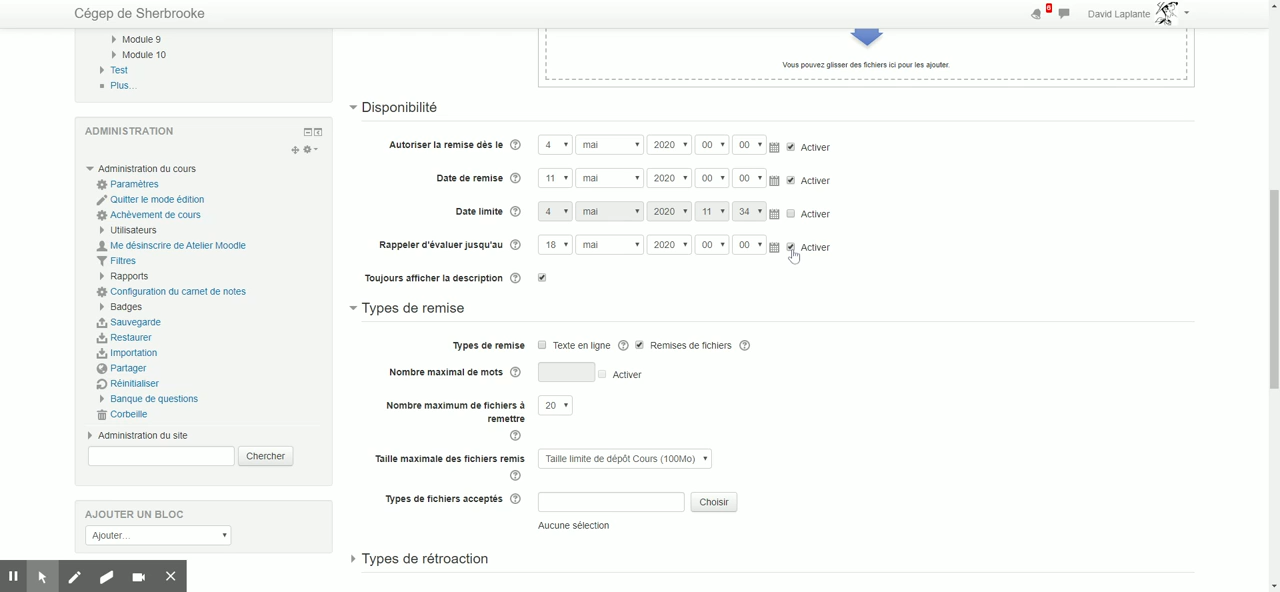 Cégep de Sherbrooke
6
David Laplante
Module 9
Module 10
Test
Plus...
ADMINISTRATION
Administration du cours
Paramètres
Quitter le mode édition
Achèvement de cours
Utilisateurs
Me désinscrire de Atelier Moodle
Filtres
Rapports
Configuration du carnet de notes
Badges
Sauvegarde
Restaurer
Importation
Partager
Réinitialiser
Banque de questions
Corbeille
Administration du site
Chercher
AJOUTER UN BLOC
Ajouter...
Vous pouvez glisser des fichiers ici pour les ajouter.
Disponibilité
Autoriser la remise dès le 4 mai 2020 00 00 Activer
Date de remise 11 mai 2020 00 00 Activer
Date limite 4 mai 2020 11 34 Activer
Rappeler d'évaluer jusqu'au 18 mai 2020 00 00 Activer
Toujours afficher la description
Types de remise
Types de remise Texte en ligne Remises de fichiers
Nombre maximal de mots Activer
Nombre maximum de fichiers à 20
remettre
Taille maximale des fichiers remis Taille limite de dépôt Cours (100Mo)
Types de fichiers acceptés Choisir
Aucune sélection
Types de rétroaction